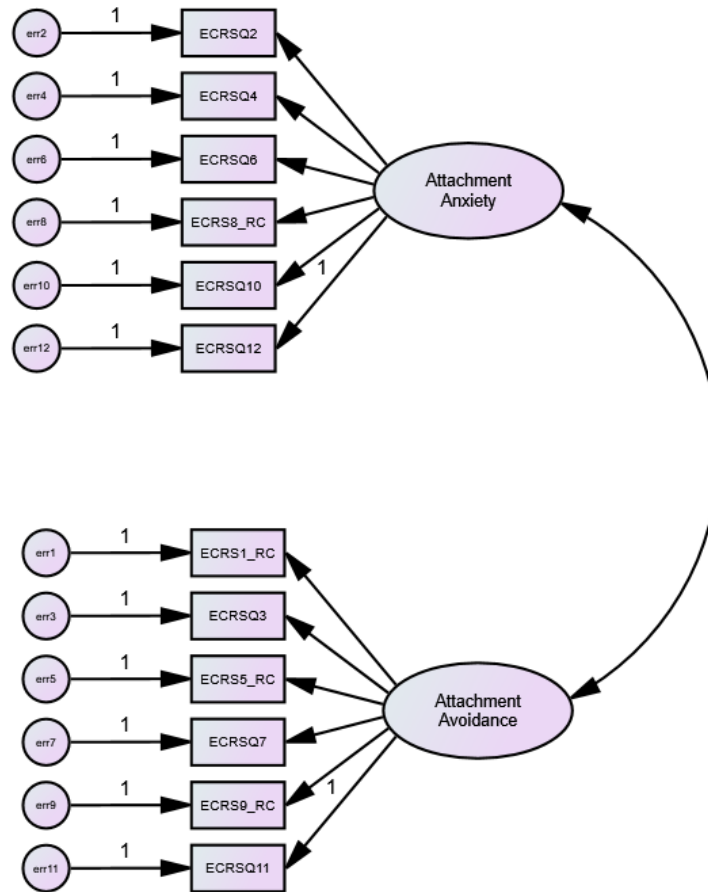 err2 1 ECRSQ2
err4 1 ECRSQ4
err6 1 ECRSQ6
err8 1 ECRS8_RC
err10 1 ECRSQ10
err12 1 ECRSQ12
1
Attachment
Anxiety
err1 1 ECRS1_RC
err3 1 ECRSQ3
err5 1 ECRS5_RC
err7 1 ECRSQ7
err9 1 ECRS9_RC
err11 1 ECRSQ11
1
Attachment
Avoidance